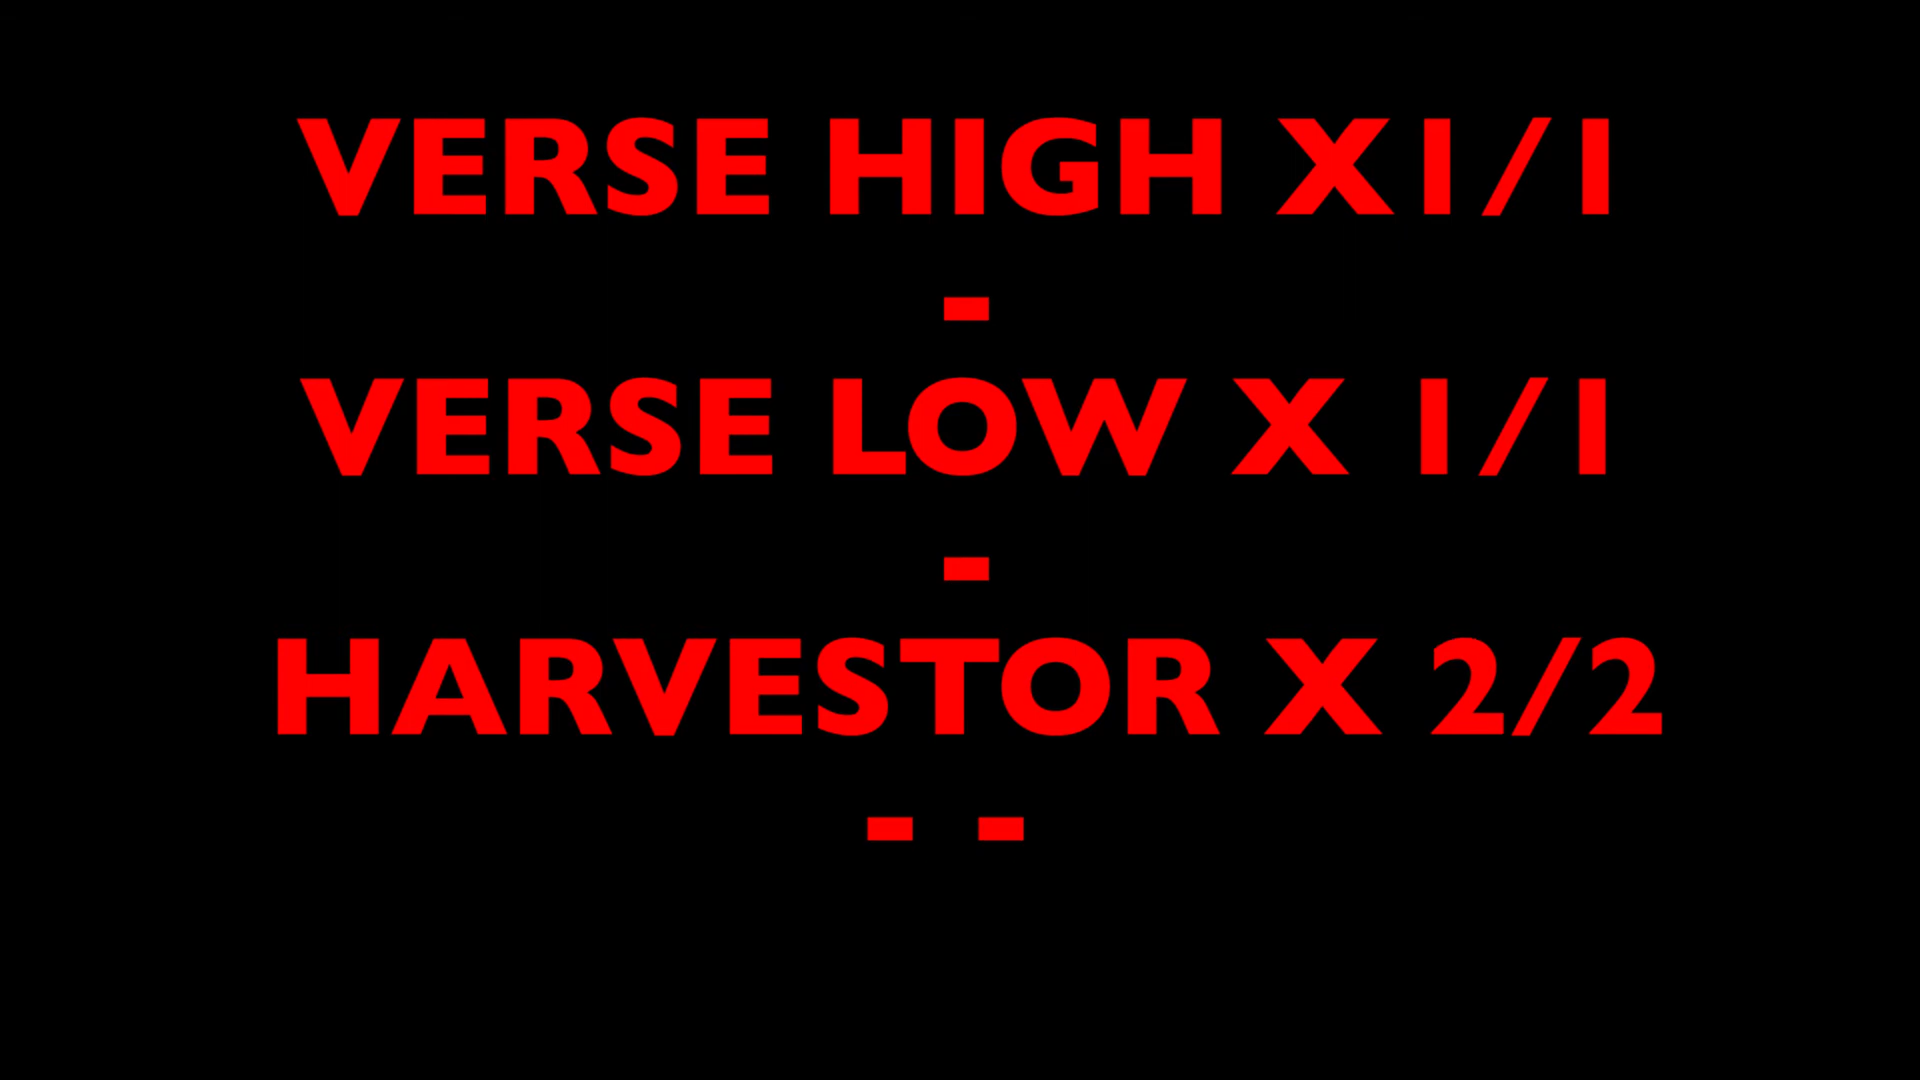 VERSE HIGH X1/1
-
VERSE LOW X 1/1
-
HARVESTOR X 2/2
- -